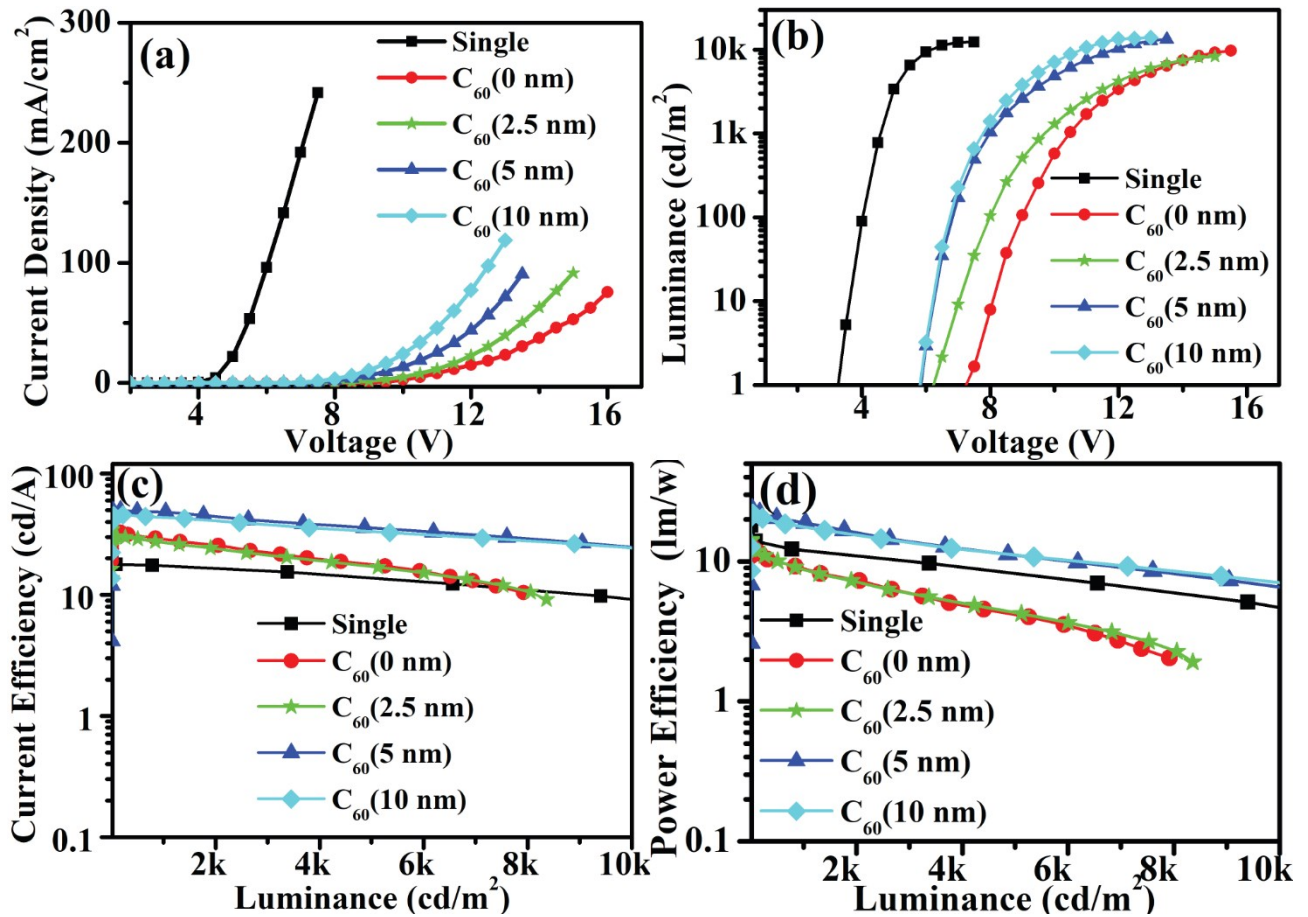 (a)
Current Density (mA/cm²)
300
200
100
0
4
8
12
16
Voltage (V)
Single
C₆₀(0 nm)
C₆₀(2.5 nm)
C₆₀(5 nm)
C₆₀(10 nm)
(b)
Luminance (cd/m²)
10k
1k
100
10
1
4
8
12
16
Voltage (V)
Single
C₆₀(0 nm)
C₆₀(2.5 nm)
C₆₀(5 nm)
C₆₀(10 nm)
(c)
Current Efficiency (cd/A)
100
10
1
0.1
2k
4k
6k
8k
10k
Luminance (cd/m²)
Single
C₆₀(0 nm)
C₆₀(2.5 nm)
C₆₀(5 nm)
C₆₀(10 nm)
(d)
Power Efficiency (lm/w)
10
1
0.1
2k
4k
6k
8k
10k
Luminance (cd/m²)
Single
C₆₀(0 nm)
C₆₀(2.5 nm)
C₆₀(5 nm)
C₆₀(10 nm)